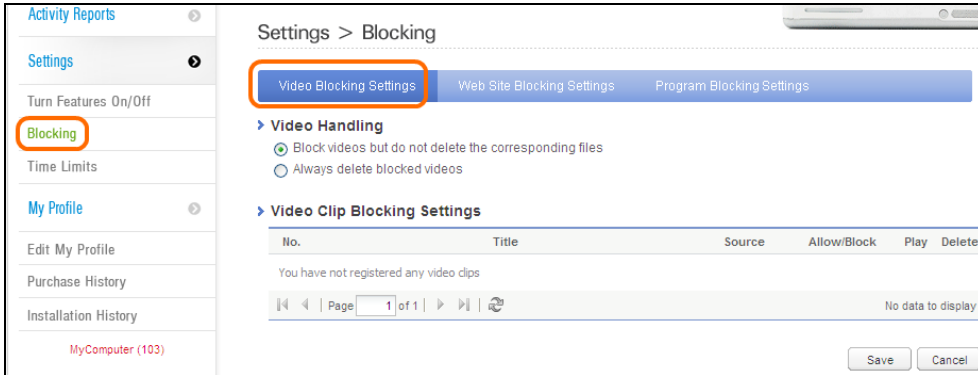 Activity Reports
Settings
Turn Features On/Off
Blocking
Time Limits
My Profile
Edit My Profile
Purchase History
Installation History
MyComputer (103)
Settings > Blocking
Video Blocking Settings Web Site Blocking Settings Program Blocking Settings
Video Handling
Block videos but do not delete the corresponding files
Always delete blocked videos
Video Clip Blocking Settings
No. Title Source Allow/Block Play Delete
You have not registered any video clips
Page 1 of 1 No data to display
Save Cancel